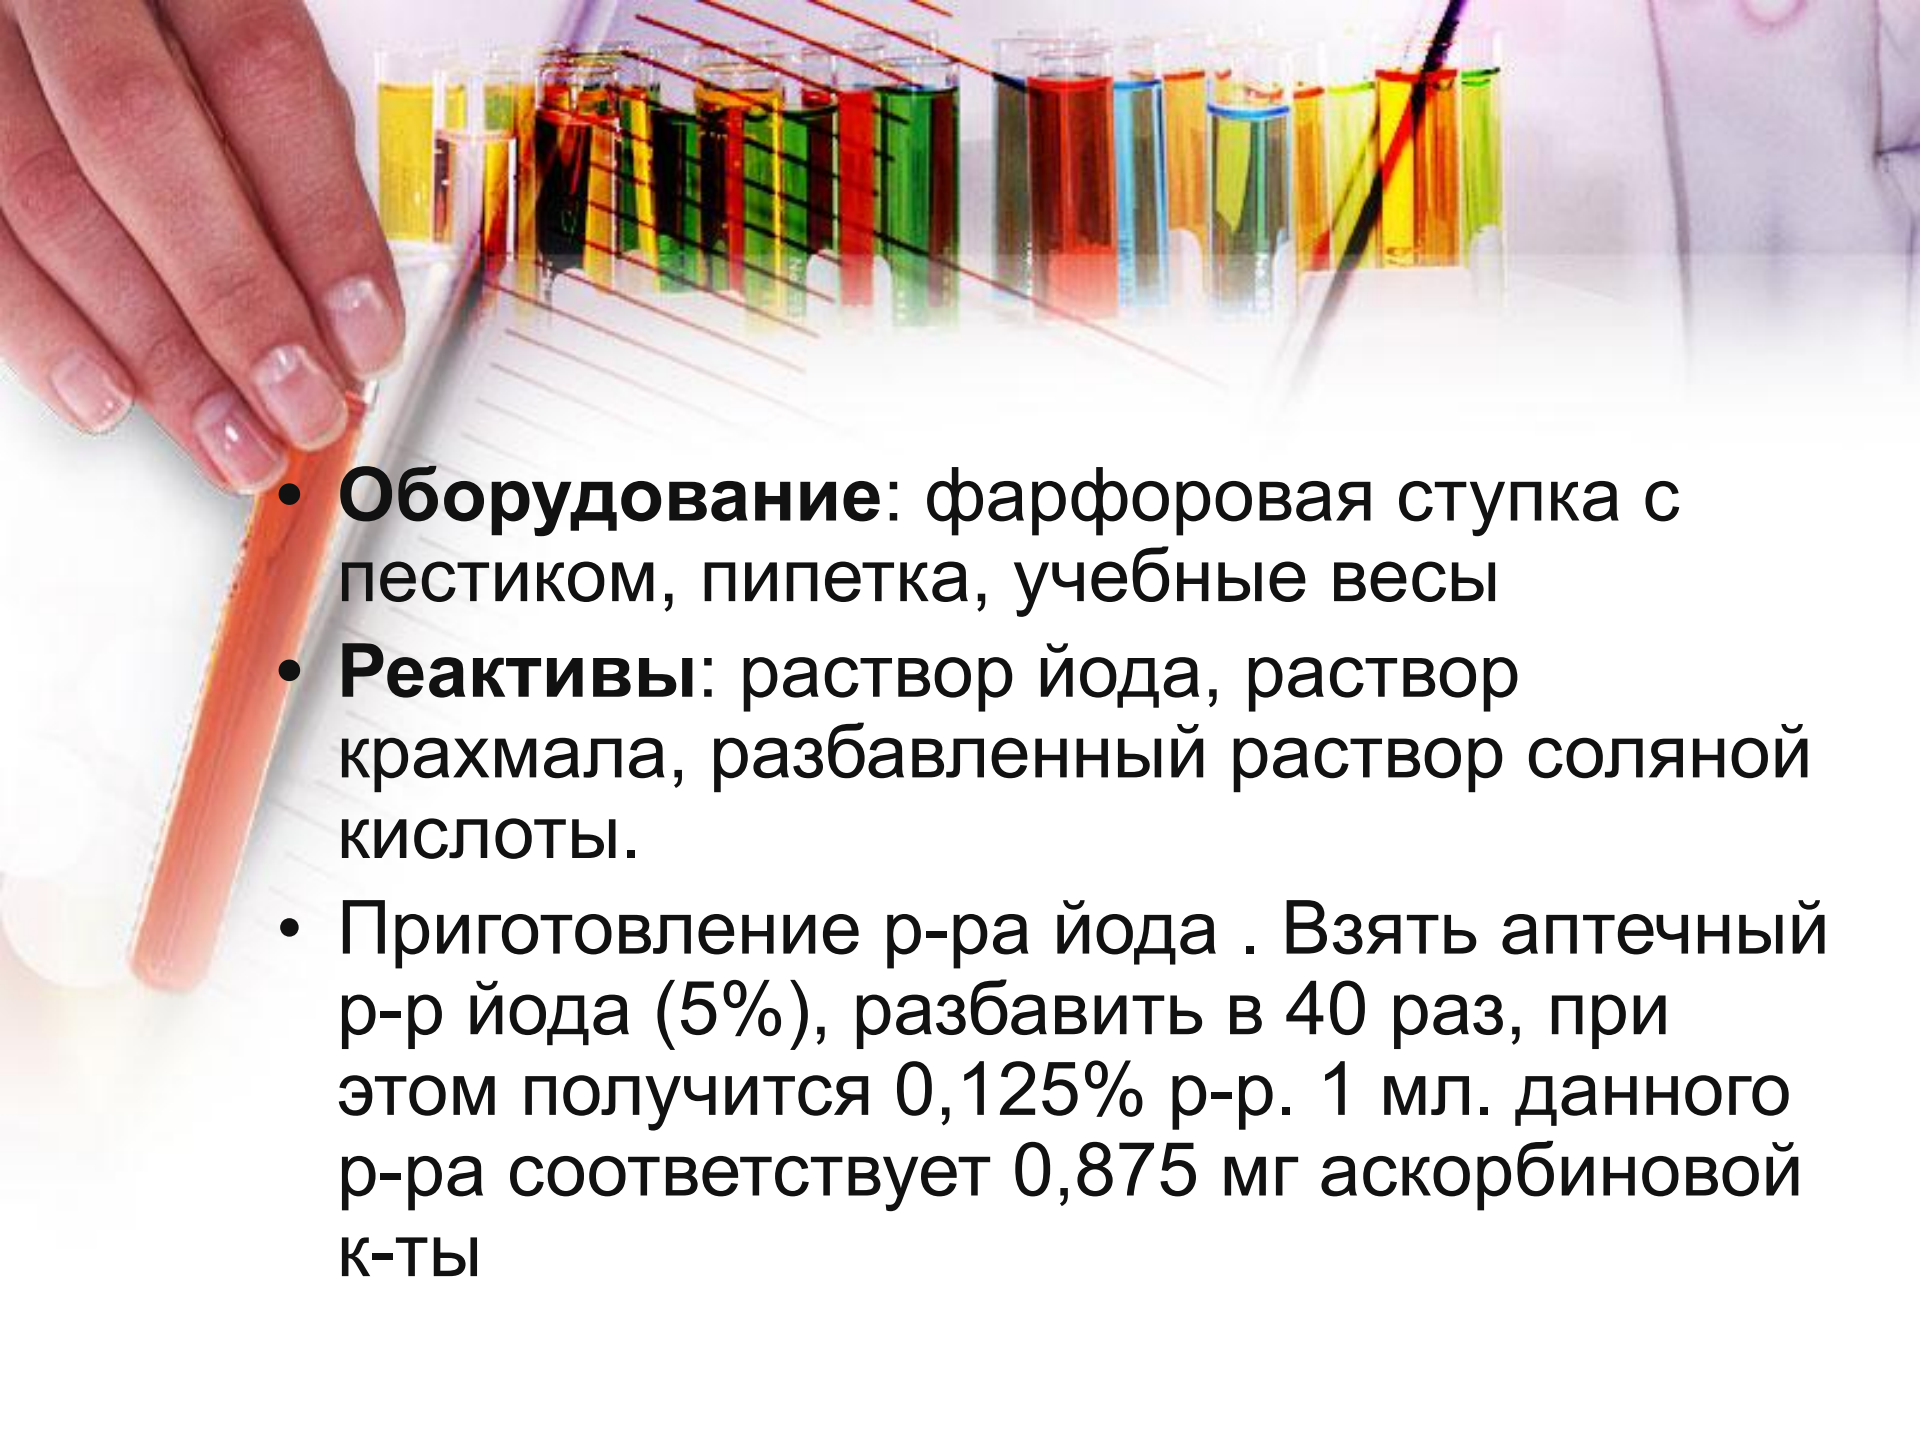 • Оборудование: фарфоровая ступка с
пестиком, пипетка, учебные весы
• Реактивы: раствор йода, раствор
крахмала, разбавленный раствор соляной
кислоты.
• Приготовление р-ра йода . Взять аптечный
р-р йода (5%), разбавить в 40 раз, при
этом получится 0,125% р-р. 1 мл. данного
р-ра соответствует 0,875 мг аскорбиновой
к-ты